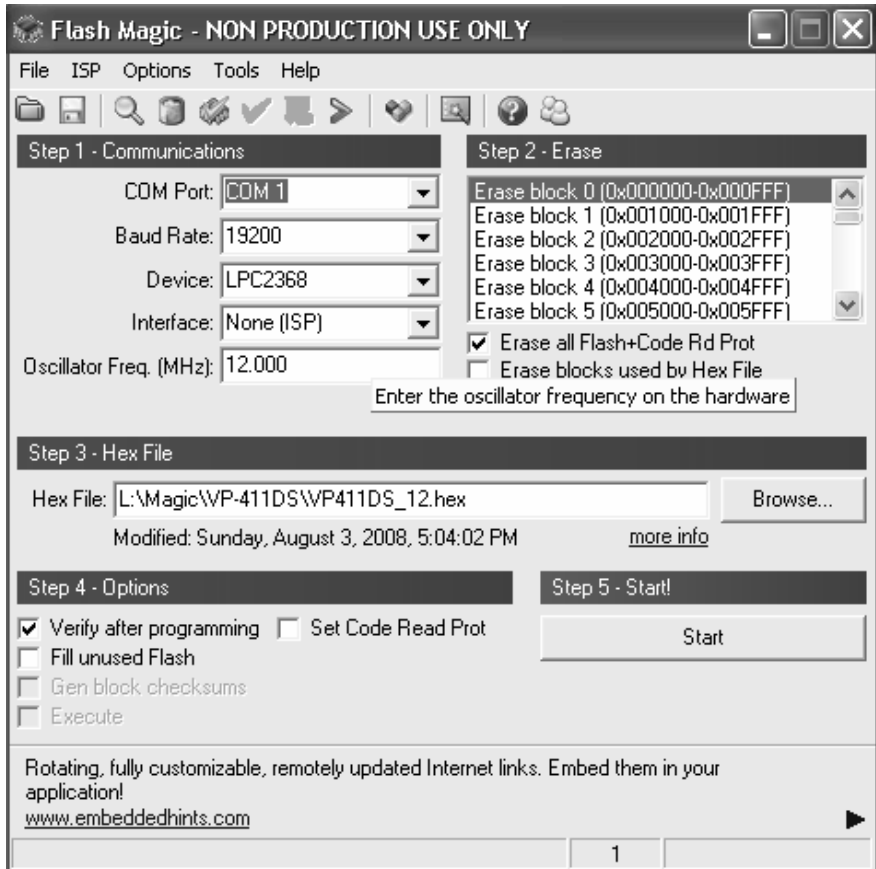 Flash Magic - NON PRODUCTION USE ONLY
File ISP Options Tools Help
Step 1 - Communications
COM Port: COM 1
Baud Rate: 19200
Device: LPC2368
Interface: None (ISP)
Oscillator Freq. (MHz): 12.000
Step 2 - Erase
Erase block 0 (0x000000-0x000FFF)
Erase block 1 (0x001000-0x001FFF)
Erase block 2 (0x002000-0x002FFF)
Erase block 3 (0x003000-0x003FFF)
Erase block 4 (0x004000-0x004FFF)
Erase block 5 (0x005000-0x005FFF)
Erase all Flash+Code Rd Prot
Erase blocks used by Hex File
Enter the oscillator frequency on the hardware
Step 3 - Hex File
Hex File: L:\Magic\VP-411DS\VP411DS_12.hex Browse...
Modified: Sunday, August 3, 2008, 5:04:02 PM more info
Step 4 - Options
Verify after programming Set Code Read Prot
Fill unused Flash
Gen block checksums
Execute
Step 5 - Start!
Start
Rotating, fully customizable, remotely updated Internet links. Embed them in your
application!
www.embeddedhints.com
1